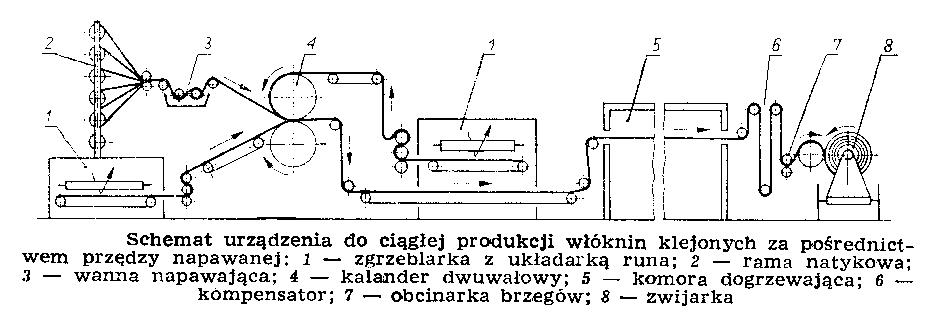 2 3 4 1 5 6 7 8
1
Schemat urządzenia do ciągłej produkcji włóknin klejonych za pośrednict-
wem przędzy napawanej: 1 — zgrzeblarka z układarką runa; 2 — rama natykowa;
3 — wanna napawająca; 4 — kalander dwuwałowy; 5 — komora dogrzewająca; 6 —
kompensator; 7 — obcinarka brzegów; 8 — zwijarka